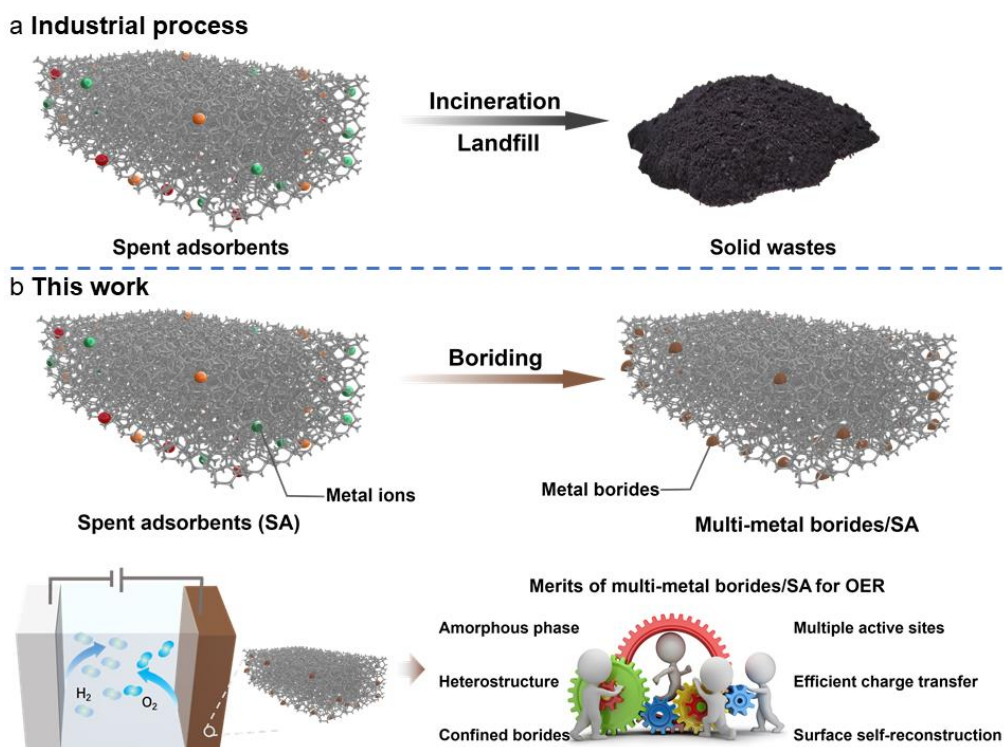 a Industrial process
Incineration
Landfill
Spent adsorbents
Solid wastes
b This work
Boriding
Metal ions
Metal borides
Spent adsorbents (SA)
Multi-metal borides/SA
Merits of multi-metal borides/SA for OER
Amorphous phase
Multiple active sites
Heterostructure
Efficient charge transfer
Confined borides
Surface self-reconstruction
H2
O2